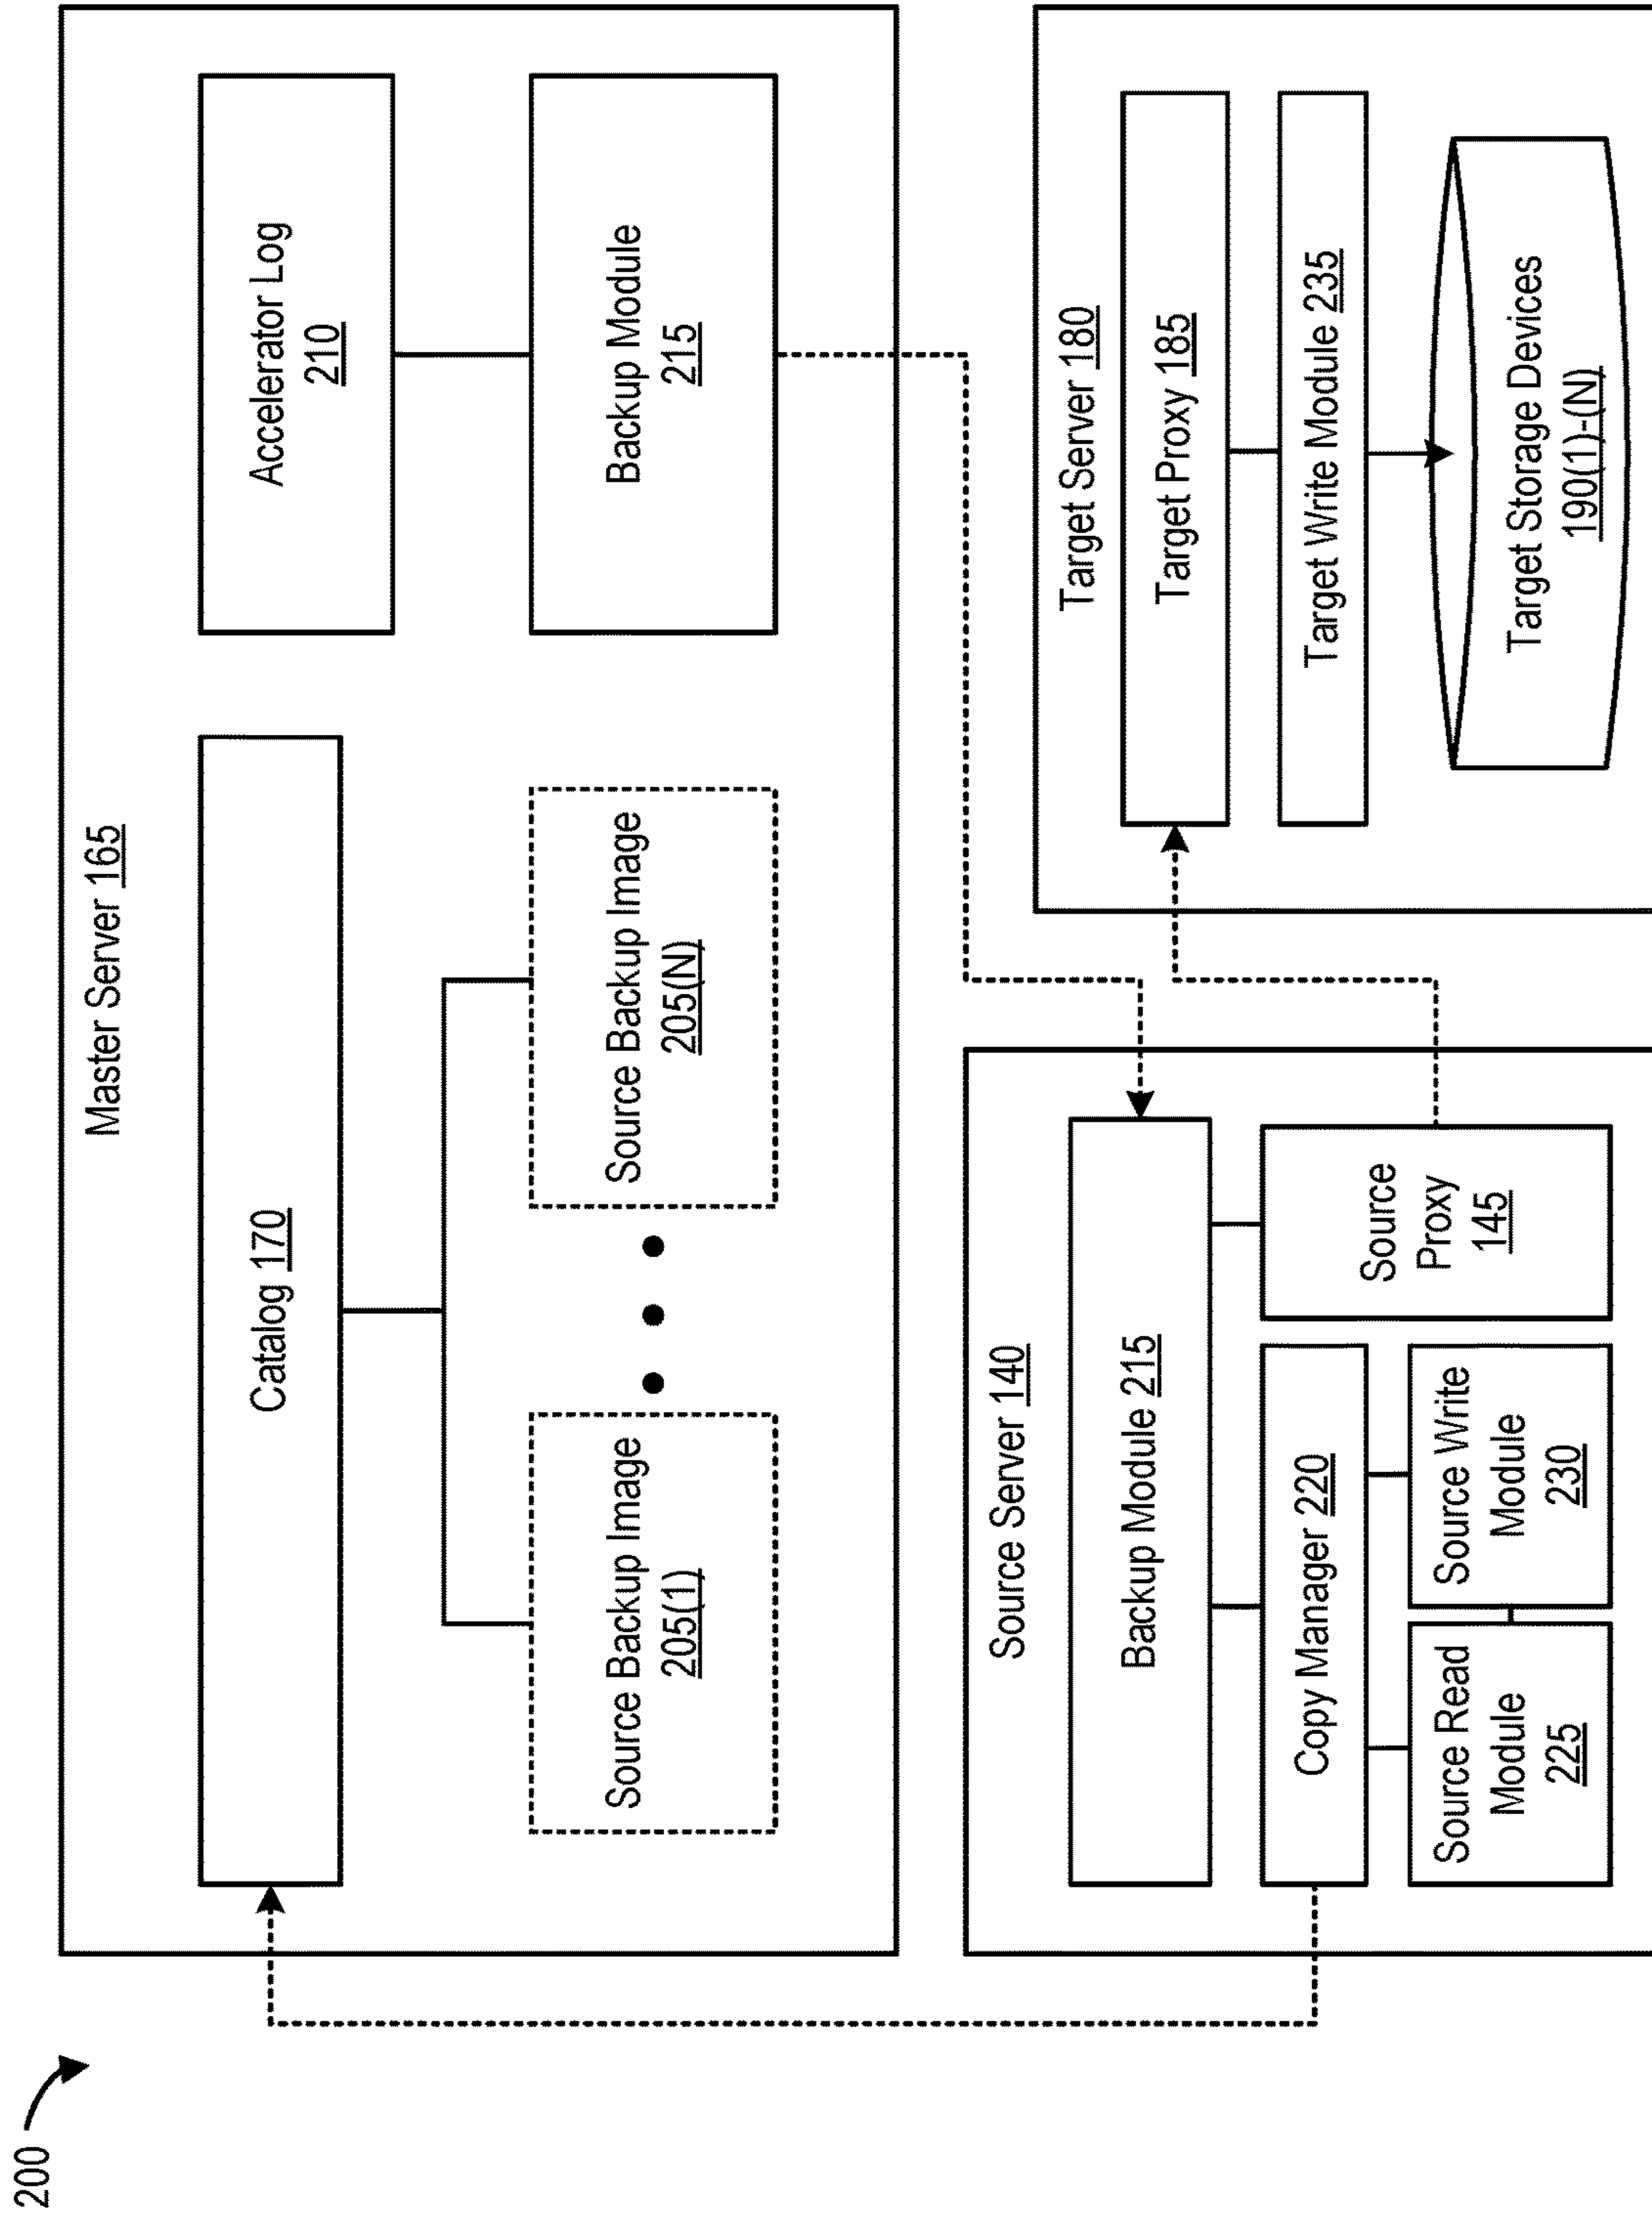 200
Master Server 165
Catalog 170
Source Backup Image
205(1)
Source Backup Image
205(N)
Accelerator Log
210
Backup Module
215
Source Server 140
Backup Module 215
Copy Manager 220
Source Read
Module
225
Source Write
Module
230
Source
Proxy
145
Target Server 180
Target Proxy 185
Target Write Module 235
Target Storage Devices
190(1)-(N)